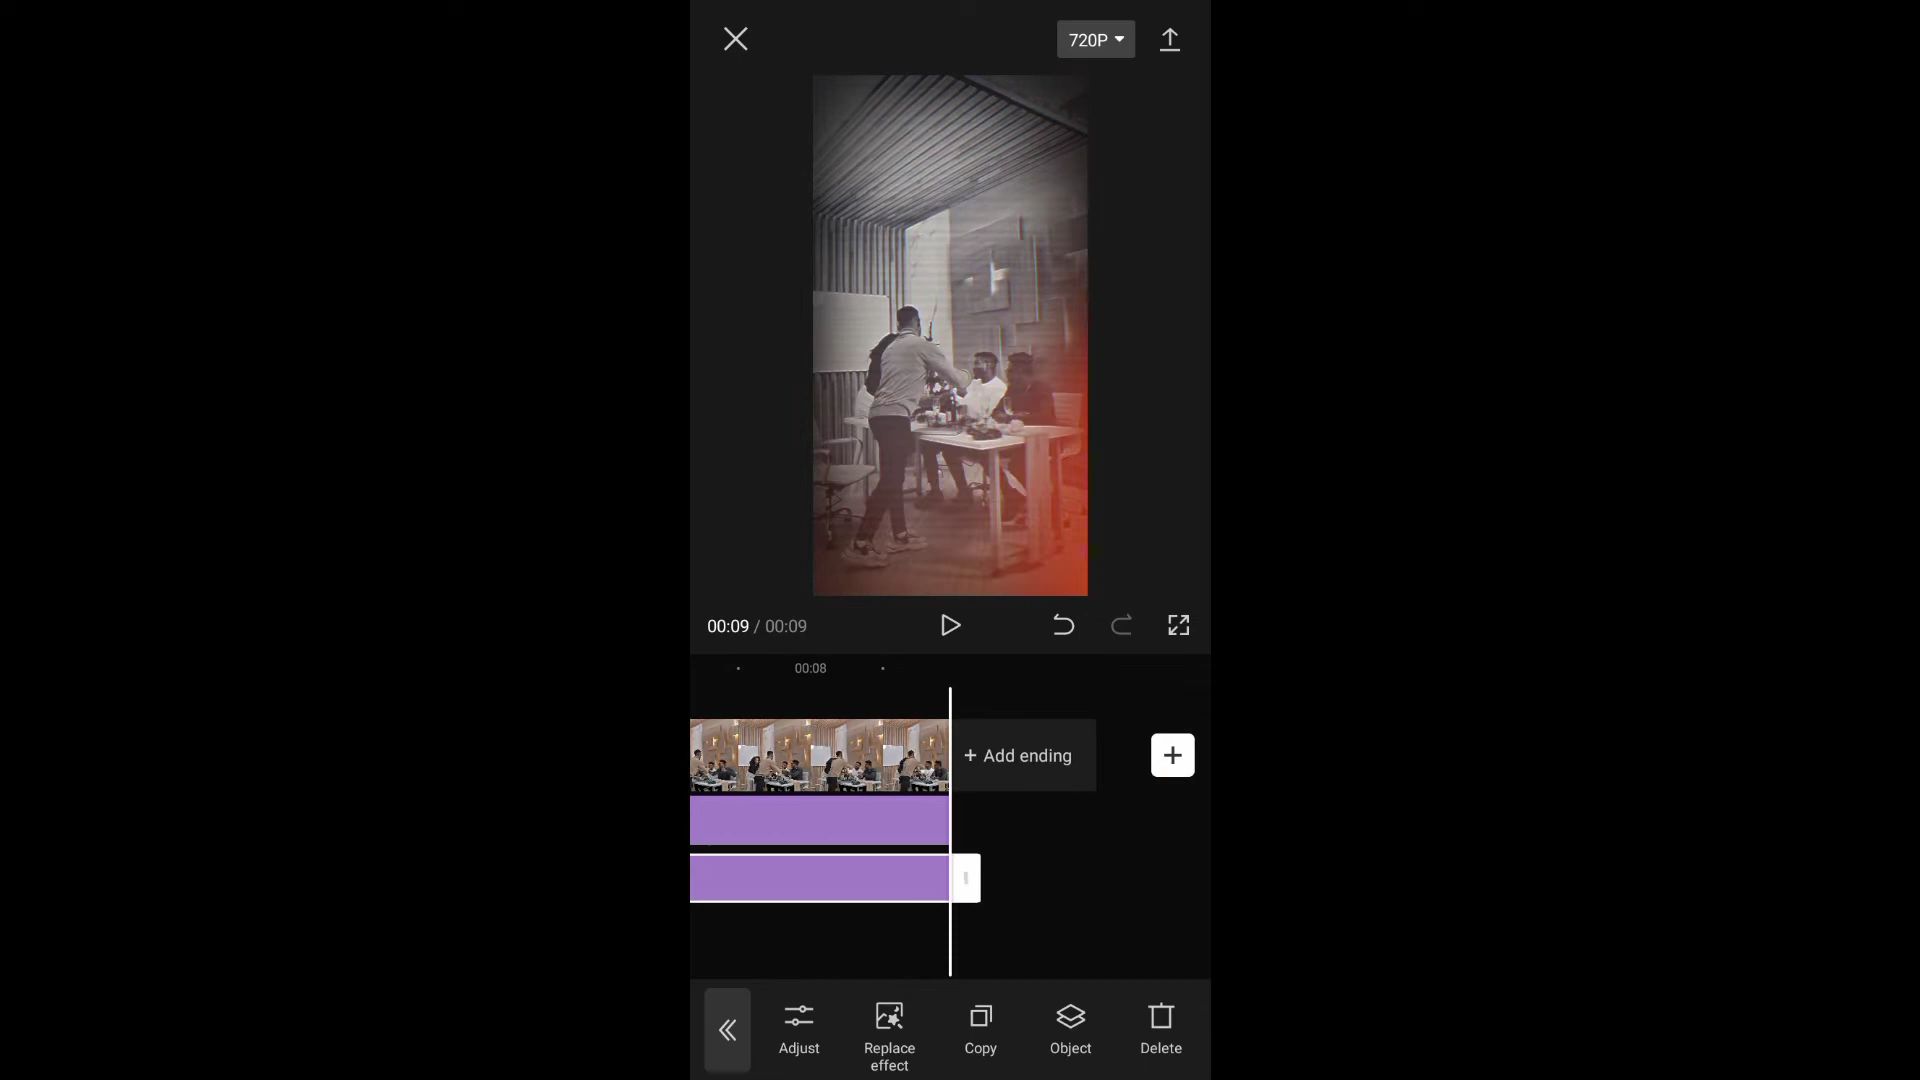 720P
00:09 / 00:09
00:08
+ Add ending
Adjust
Replace
effect
Copy
Object
Delete